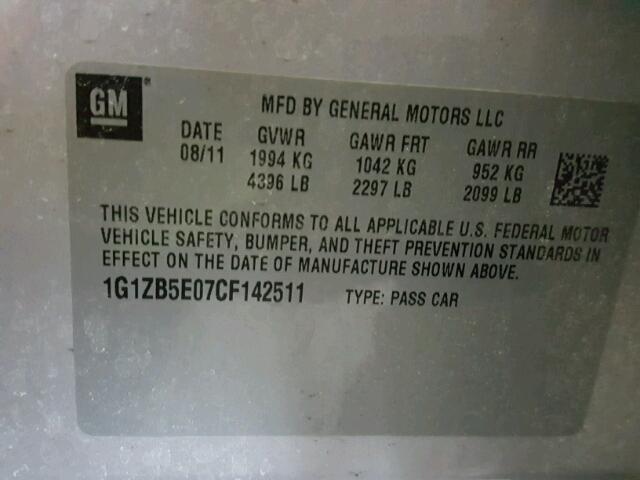 GM ®
MFD BY GENERAL MOTORS LLC
DATE GVWR GAWR FRT GAWR RR
08/11 1994 KG 1042 KG 952 KG
4396 LB 2297 LB 2099 LB
THIS VEHICLE CONFORMS TO ALL APPLICABLE U.S. FEDERAL MOTOR
VEHICLE SAFETY, BUMPER, AND THEFT PREVENTION STANDARDS IN
EFFECT ON THE DATE OF MANUFACTURE SHOWN ABOVE.
1G1ZB5E07CF142511 TYPE: PASS CAR